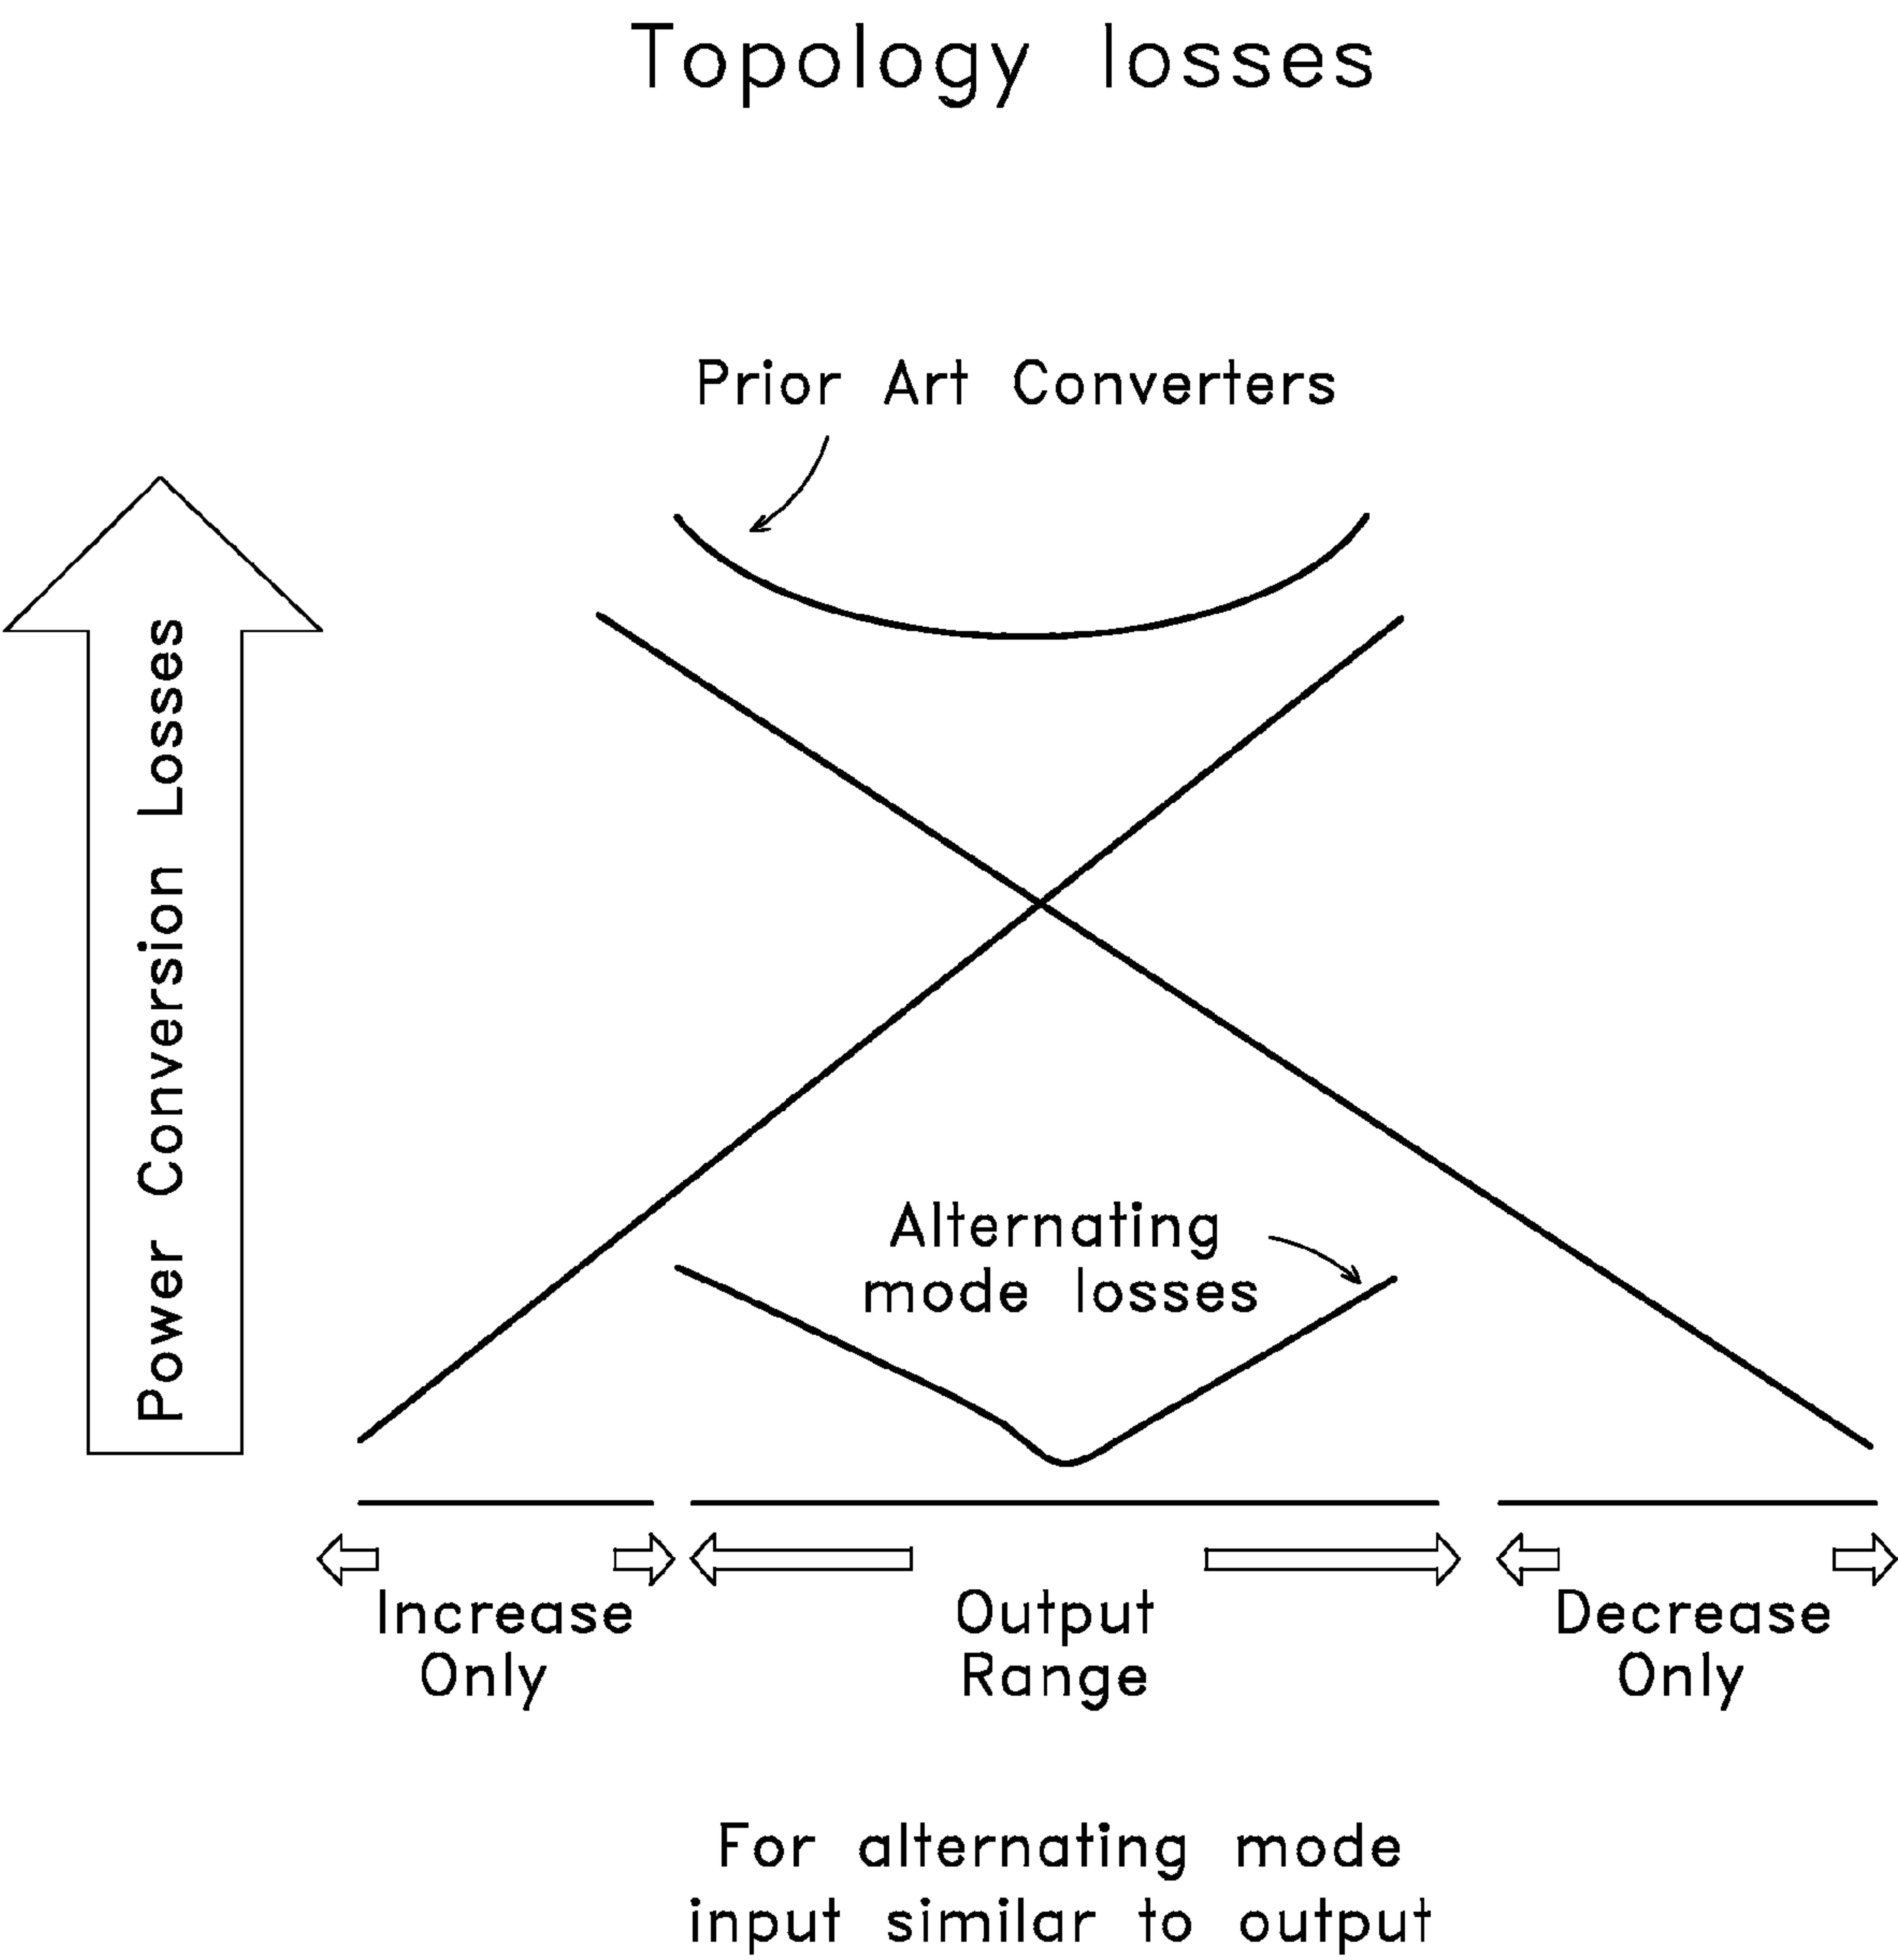 Topology losses
Prior Art Converters
Power Conversion Losses
Alternating
mode losses
Increase
Only
Output
Range
Decrease
Only
For alternating mode
input similar to output